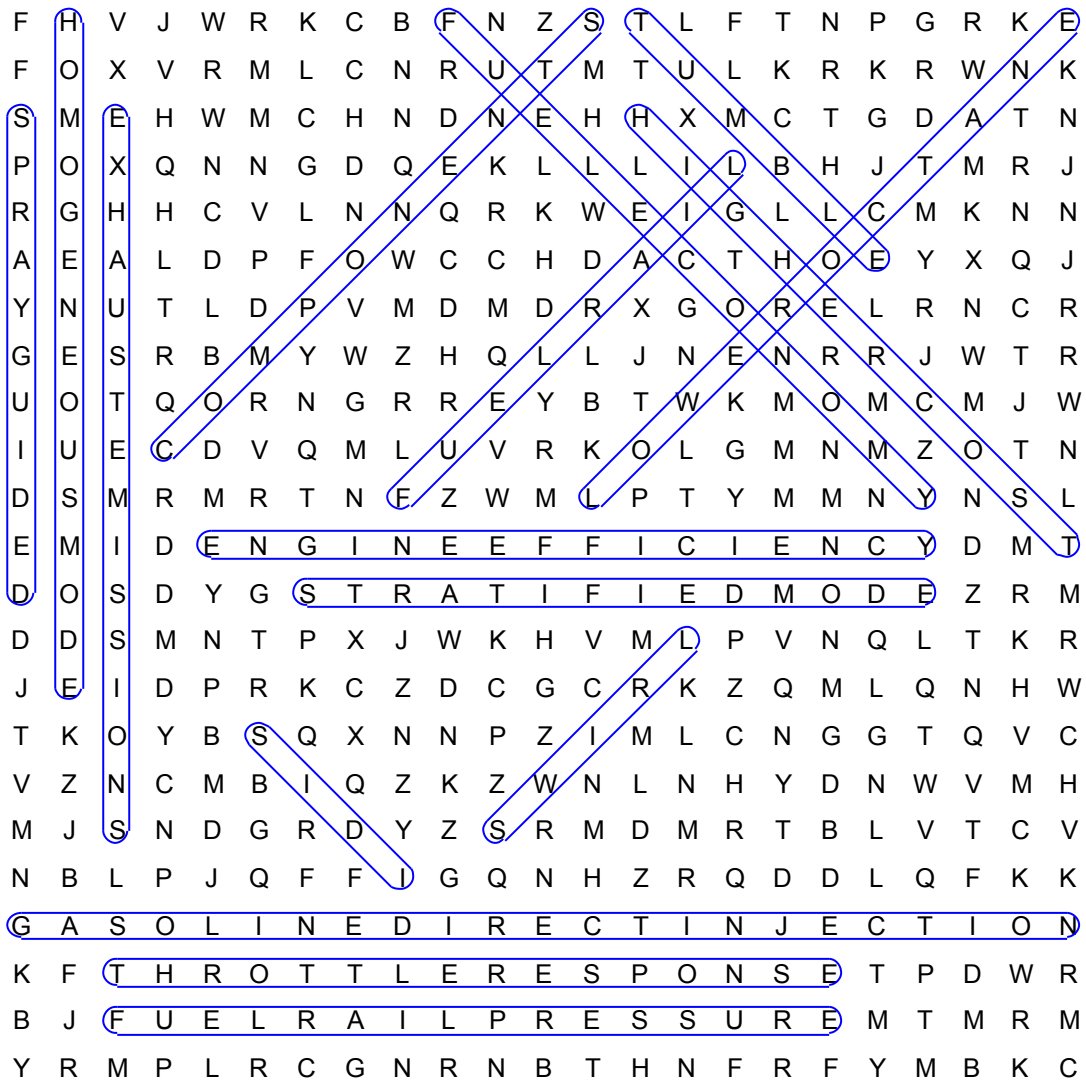 F H V J W R K C B F N Z S T L F T N P G R K E
F O X V R M L C N R U T M T U L K R K R W N K
S M E H W M C H N D N E H H X M C T G D A T N
P O X Q N N G D Q E K L L L I L B H J T M R J
R G H H C V L N N Q R K W E I G L L C M K N N
A E A L D P F O W C C H D A C T H O E Y X Q J
Y N U T L D P V M D M D R X G O R E L R N C R
G E S R B M Y W Z H Q L L J N E N R R J W T R
U O T Q O R N G R R E Y B T W K M O M C M J W
I U E C D V Q M L U V R K O L G M N M Z O T N
D S M R M R T N F Z W M L P T Y M M N Y N S L
E M I D E N G I N E E F F I C I E N C Y D M T
D O S D Y G S T R A T I F I E D M O D E Z R M
D D S M N T P X J W K H V M L P V N Q L T K R
J E I D P R K C Z D C G C R K Z Q M L Q N H W
T K O Y B S Q X N N P Z I M L C N G G T Q V C
V Z N C M B I Q Z K Z W N L N H Y D N W V M H
M J S N D G R D Y Z S R M D M R T B L V T C V
N B L P J Q F F I G Q N H Z R Q D D L Q F K K
G A S O L I N E D I R E C T I N J E C T I O N
K F T H R O T T L E R E S P O N S E T P D W R
B J F U E L R A I L P R E S S U R E M T M R M
Y R M P L R C G N R N B T H N F R F Y M B K C